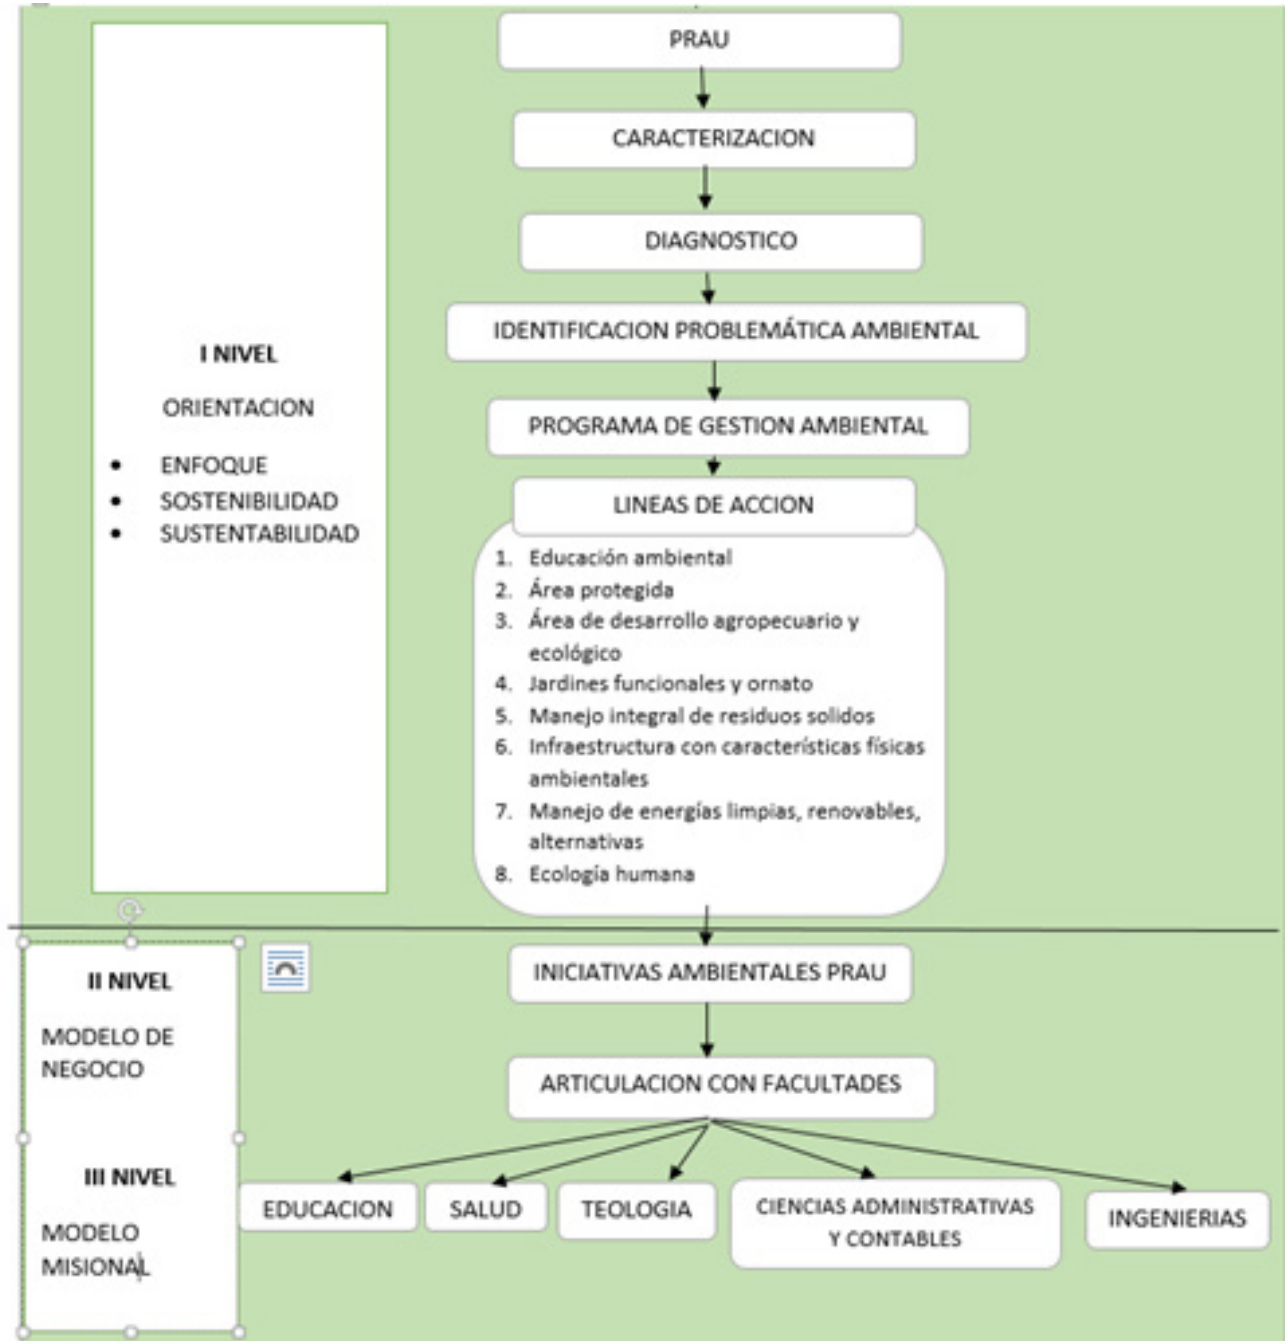 PRAU
CARACTERIZACION
DIAGNOSTICO
IDENTIFICACION PROBLEMÁTICA AMBIENTAL
I NIVEL
ORIENTACION
• ENFOQUE
• SOSTENIBILIDAD
• SUSTENTABILIDAD
PROGRAMA DE GESTION AMBIENTAL
LINEAS DE ACCION
1. Educación ambiental
2. Área protegida
3. Área de desarrollo agropecuario y
ecológico
4. Jardines funcionales y ornato
5. Manejo integral de residuos solidos
6. Infraestructura con características físicas
ambientales
7. Manejo de energías limpias, renovables,
alternativas
8. Ecología humana
II NIVEL
MODELO DE
NEGOCIO
III NIVEL
MODELO
MISIONAL
INICIATIVAS AMBIENTALES PRAU
ARTICULACION CON FACULTADES
EDUCACION
SALUD
TEOLOGIA
CIENCIAS ADMINISTRATIVAS
Y CONTABLES
INGENIERIAS